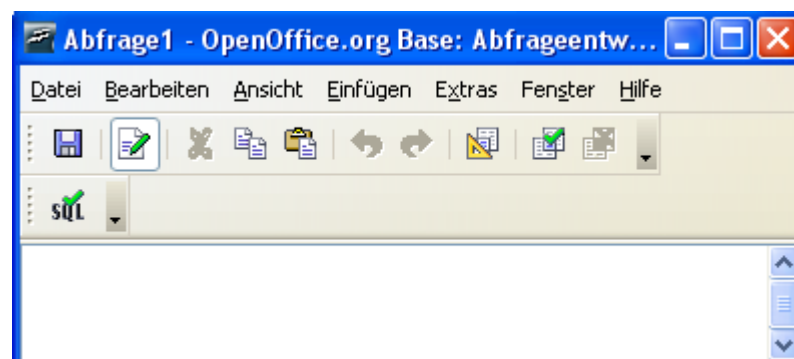 Abfrage1 - OpenOffice.org Base: Abfrageentw...
Datei Bearbeiten Ansicht Einfügen Extras Fenster Hilfe
SQL